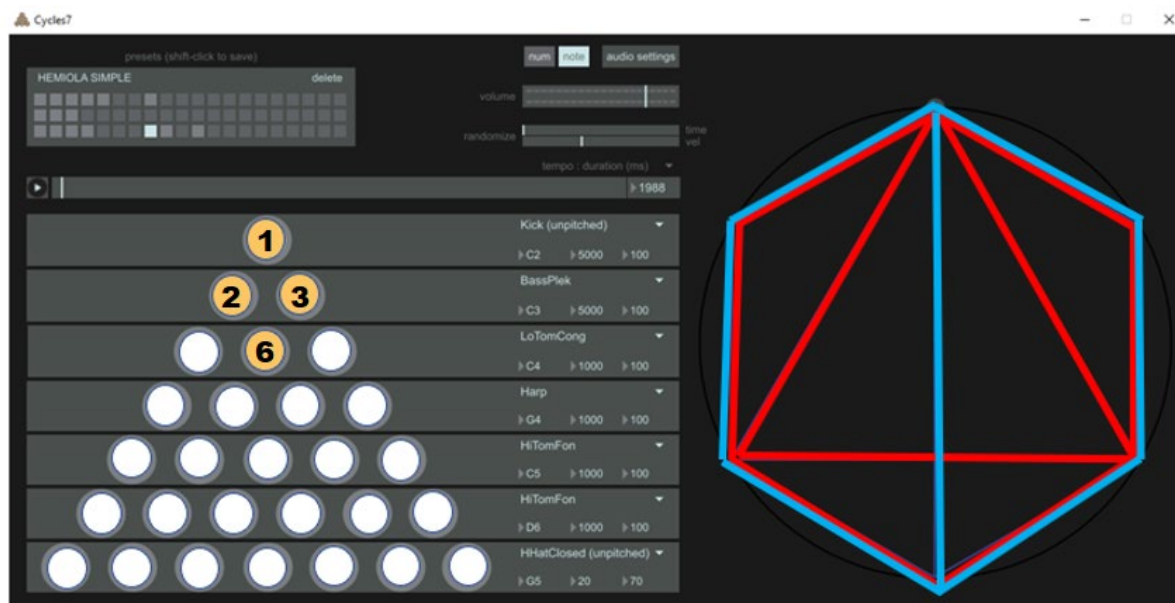 Cycles7
presets (shift-click to save)
HEMIOLA SIMPLE delete
num note audio settings
volume
randomize time
vel
tempo : duration (ms)
1988
1 Kick (unpitched)
C2 5000 100
2 3 BassPlek
C3 5000 100
6 LoTomCong
C4 1000 100
Harp
G4 1000 100
HiTomFon
C5 1000 100
HiTomFon
D6 1000 100
HHatClosed (unpitched)
G5 20 70